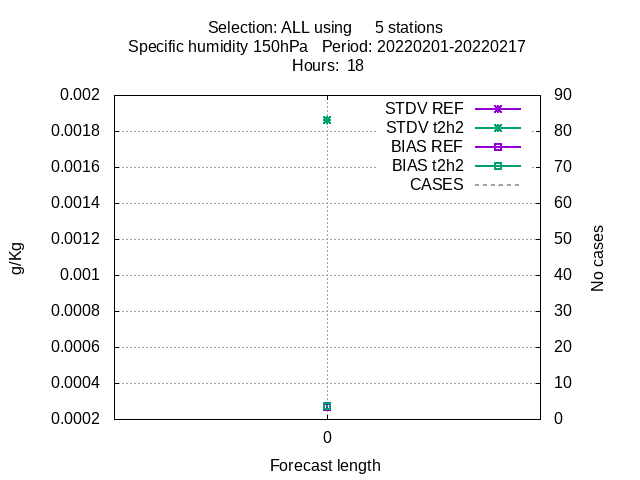 Selection: ALL using     5 stations
Specific humidity 150hPa   Period: 20220201-20220217
Hours:  18
STDV REF
STDV t2h2
BIAS REF
BIAS t2h2
CASES
0.002
0.0018
0.0016
0.0014
0.0012
0.001
0.0008
0.0006
0.0004
0.0002
90
80
70
60
50
40
30
20
10
0
g/Kg
No cases
0
Forecast length